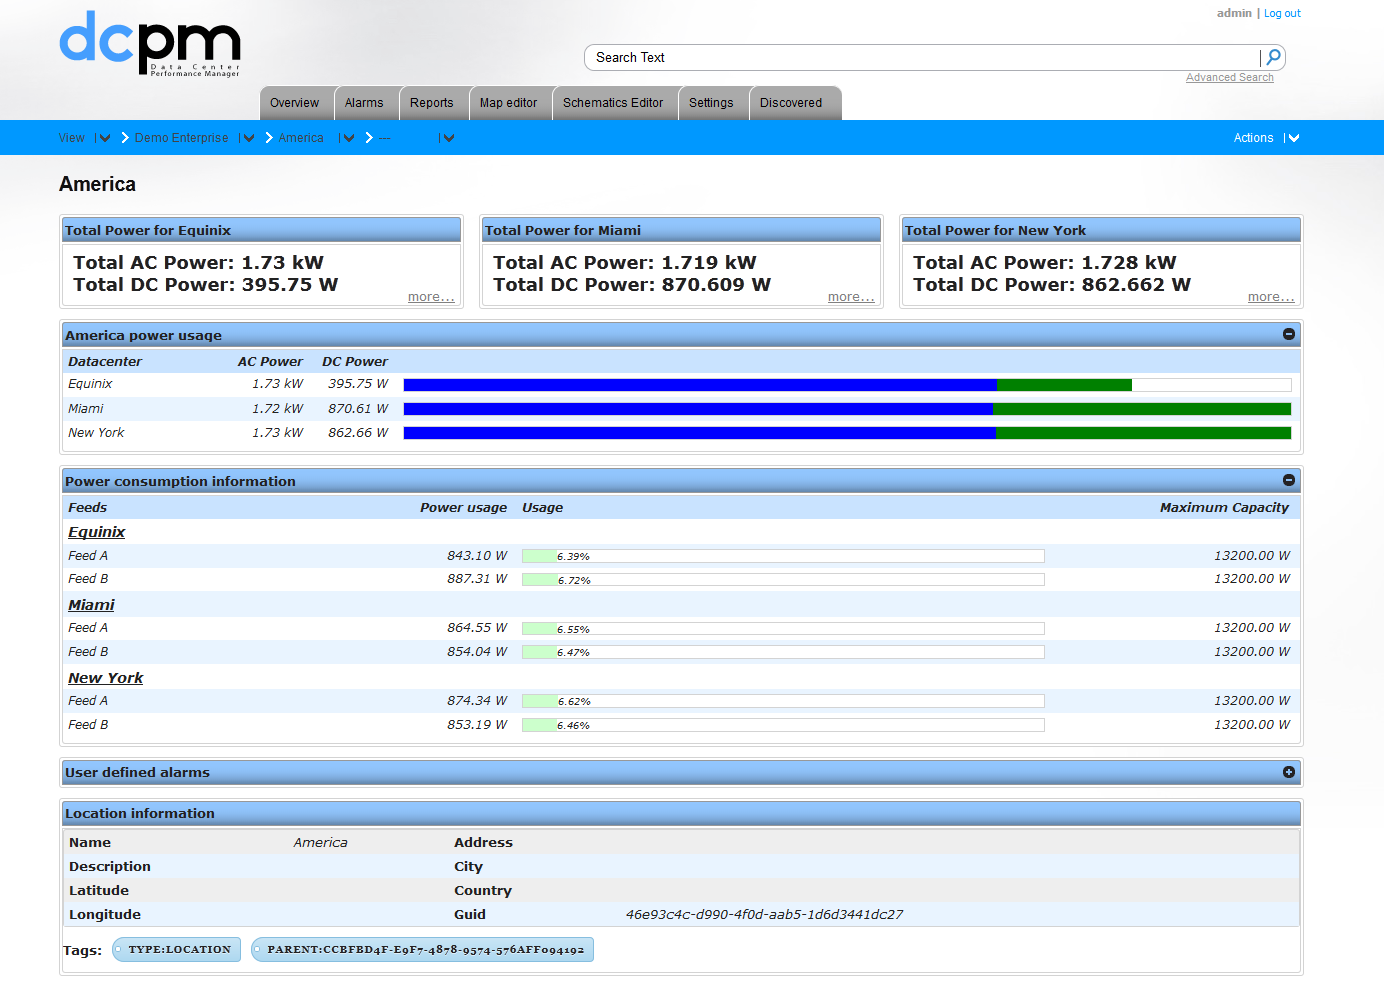 admin | Log out
dcpm
Data Center
Performance Manager
Search Text
Advanced Search
Overview Alarms Reports Map editor Schematics Editor Settings Discovered
View Demo Enterprise America --- Actions
America
Total Power for Equinix
Total AC Power: 1.73 kW
Total DC Power: 395.75 W
more...
Total Power for Miami
Total AC Power: 1.719 kW
Total DC Power: 870.609 W
more...
Total Power for New York
Total AC Power: 1.728 kW
Total DC Power: 862.662 W
more...
America power usage
Datacenter AC Power DC Power
Equinix 1.73 kW 395.75 W
Miami 1.72 kW 870.61 W
New York 1.73 kW 862.66 W
Power consumption information
Feeds Power usage Usage Maximum Capacity
Equinix
Feed A 843.10 W 6.39% 13200.00 W
Feed B 887.31 W 6.72% 13200.00 W
Miami
Feed A 864.55 W 6.55% 13200.00 W
Feed B 854.04 W 6.47% 13200.00 W
New York
Feed A 874.34 W 6.62% 13200.00 W
Feed B 853.19 W 6.46% 13200.00 W
User defined alarms
Location information
Name America Address
Description City
Latitude Country
Longitude Guid 46e93c4c-d990-4f0d-aab5-1d6d3441dc27
Tags: TYPE:LOCATION PARENT:CCBFBD4F-E9F7-4878-9574-576AFF094192